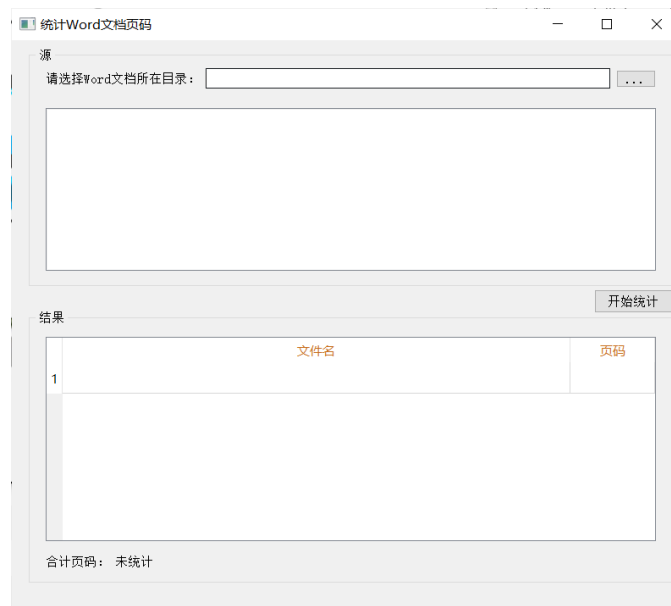 统计Word文档页码
源
请选择Word文档所在目录： ...
开始统计
结果
文件名 页码
1
合计页码： 未统计